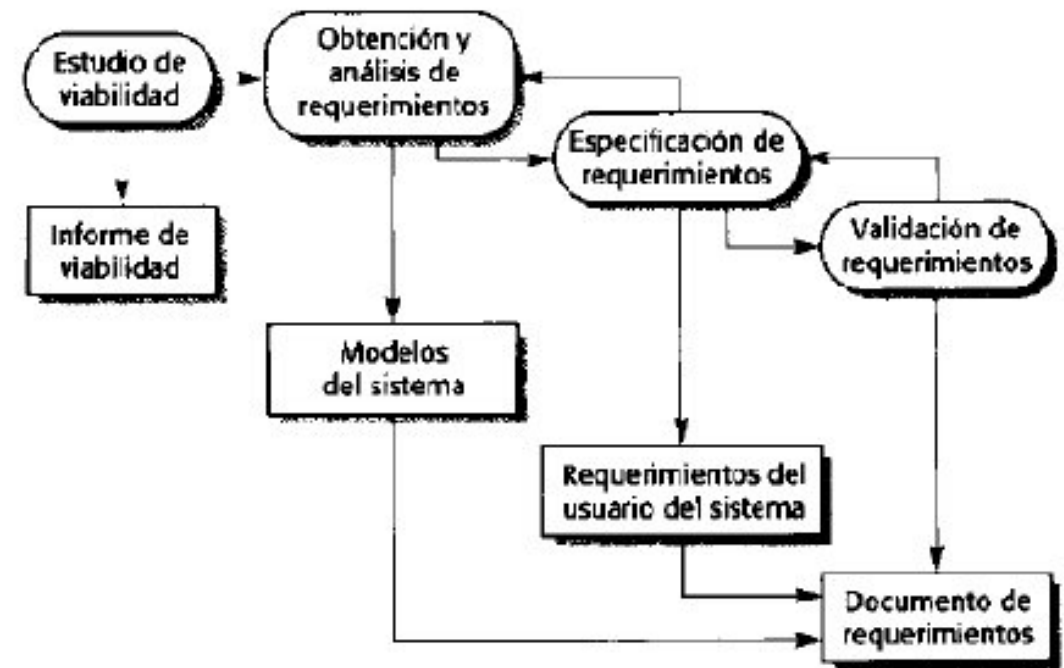 Estudio de
viabilidad
Obtención y
análisis de
requerimientos
Especificación de
requerimientos
Validación de
requerimientos
Informe de
viabilidad
Modelos
del sistema
Requerimientos del
usuario del sistema
Documento de
requerimientos